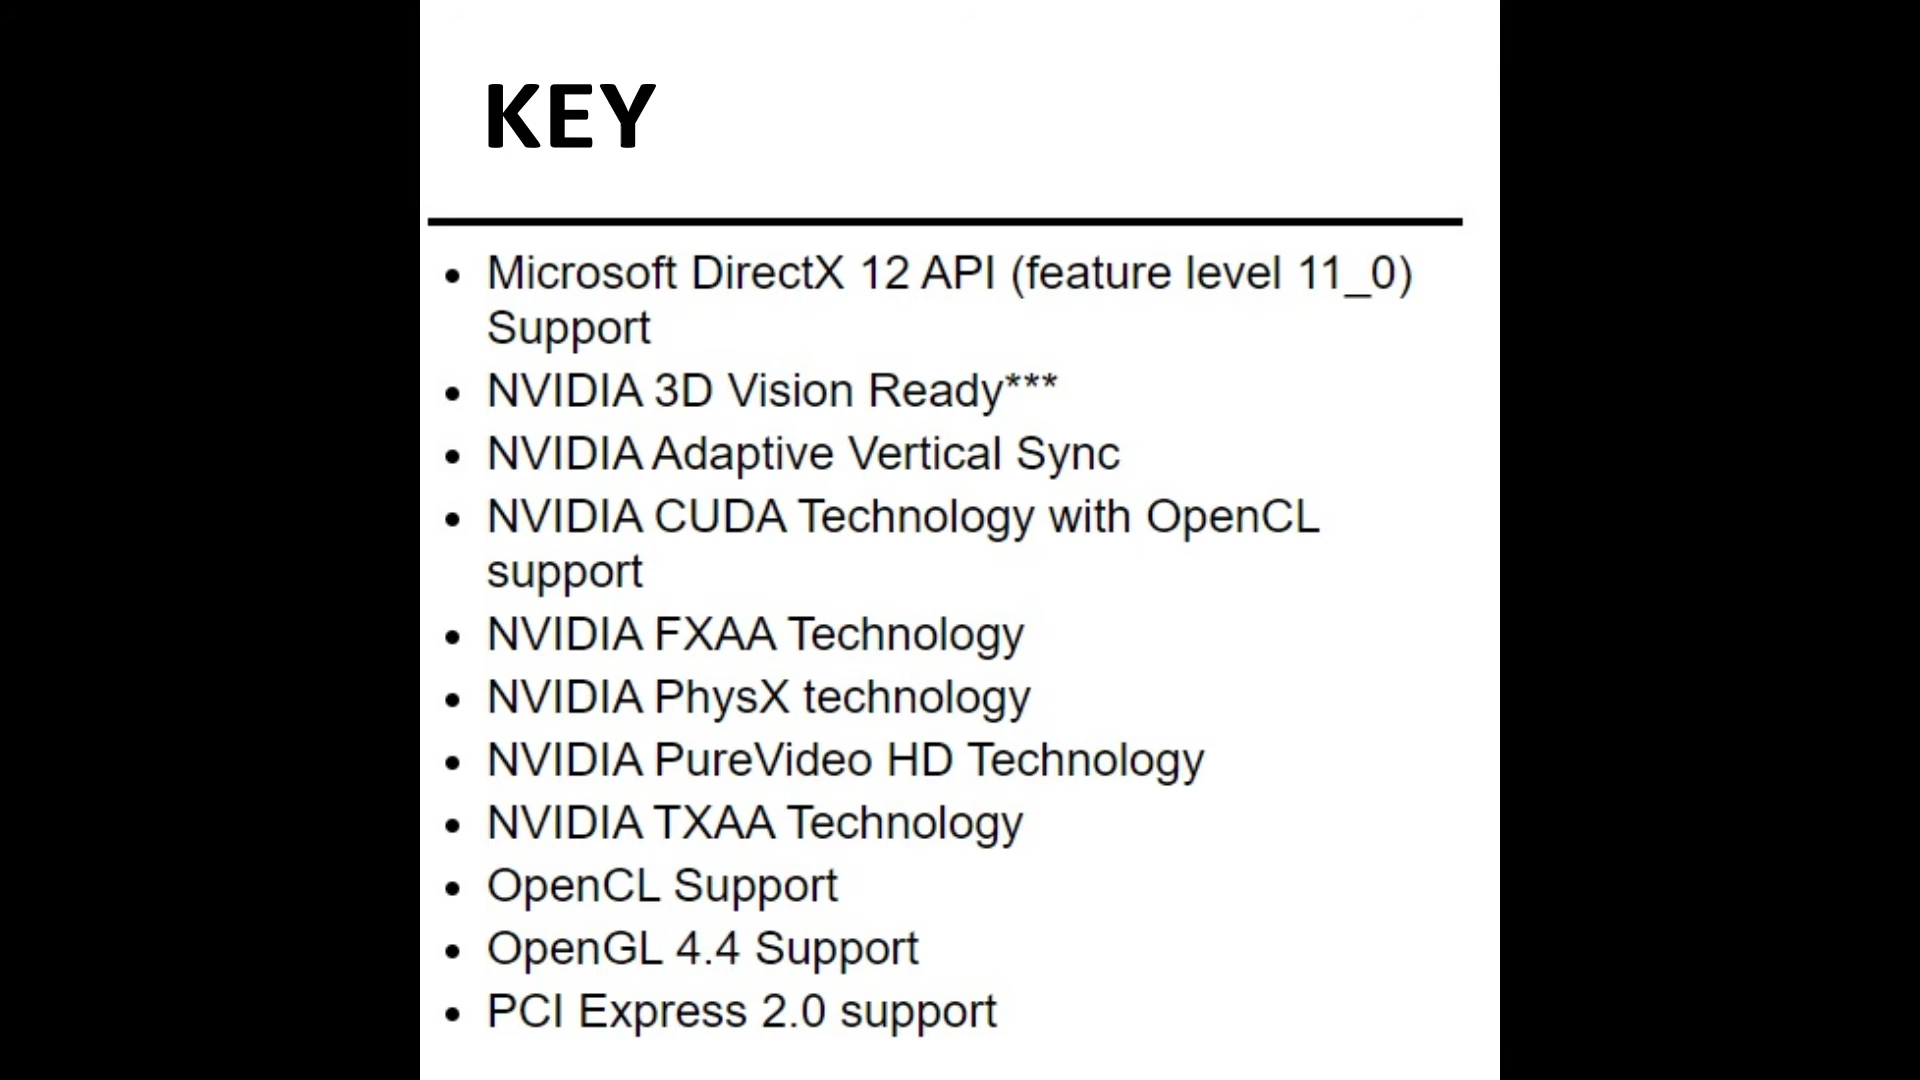 KEY
• Microsoft DirectX 12 API (feature level 11_0)
Support
• NVIDIA 3D Vision Ready***
• NVIDIA Adaptive Vertical Sync
• NVIDIA CUDA Technology with OpenCL
support
• NVIDIA FXAA Technology
• NVIDIA PhysX technology
• NVIDIA PureVideo HD Technology
• NVIDIA TXAA Technology
• OpenCL Support
• OpenGL 4.4 Support
• PCI Express 2.0 support